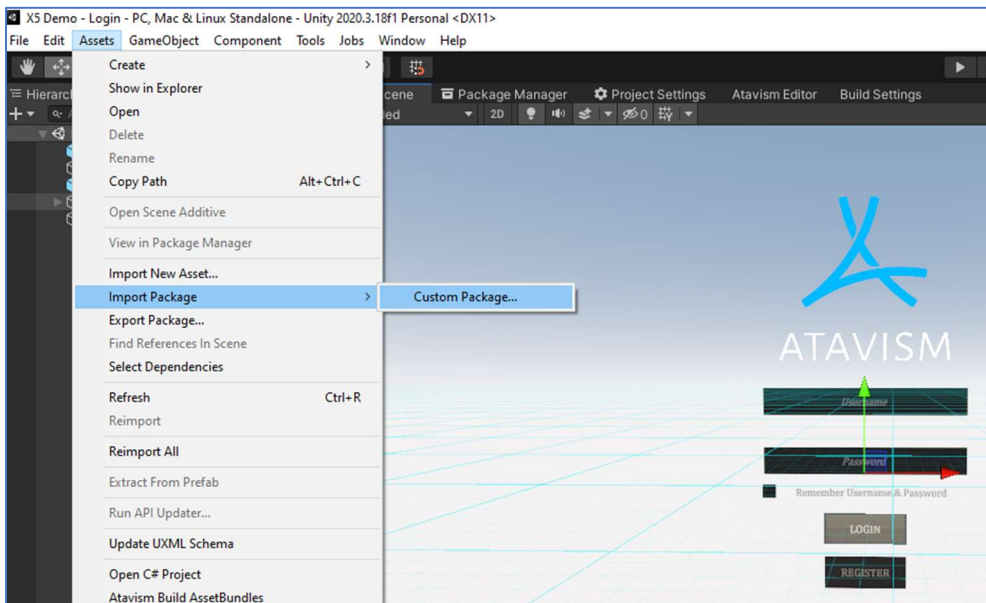 X5 Demo - Login - PC, Mac & Linux Standalone - Unity 2020.3.18f1 Personal <DX11>
File Edit Assets GameObject Component Tools Jobs Window Help
Hierarc
cene Package Manager Project Settings Atavism Editor Build Settings
ed 2D 0
Create
Show in Explorer
Open
Delete
Rename
Copy Path Alt+Ctrl+C
Open Scene Additive
View in Package Manager
Import New Asset...
Import Package Custom Package...
Export Package...
Find References In Scene
Select Dependencies
Refresh Ctrl+R
Reimport
Reimport All
Extract From Prefab
Run API Updater...
Update UXML Schema
Open C# Project
Atavism Build AssetBundles
ATAVISM
Username
Password
Remember Username & Password
LOGIN
REGISTER